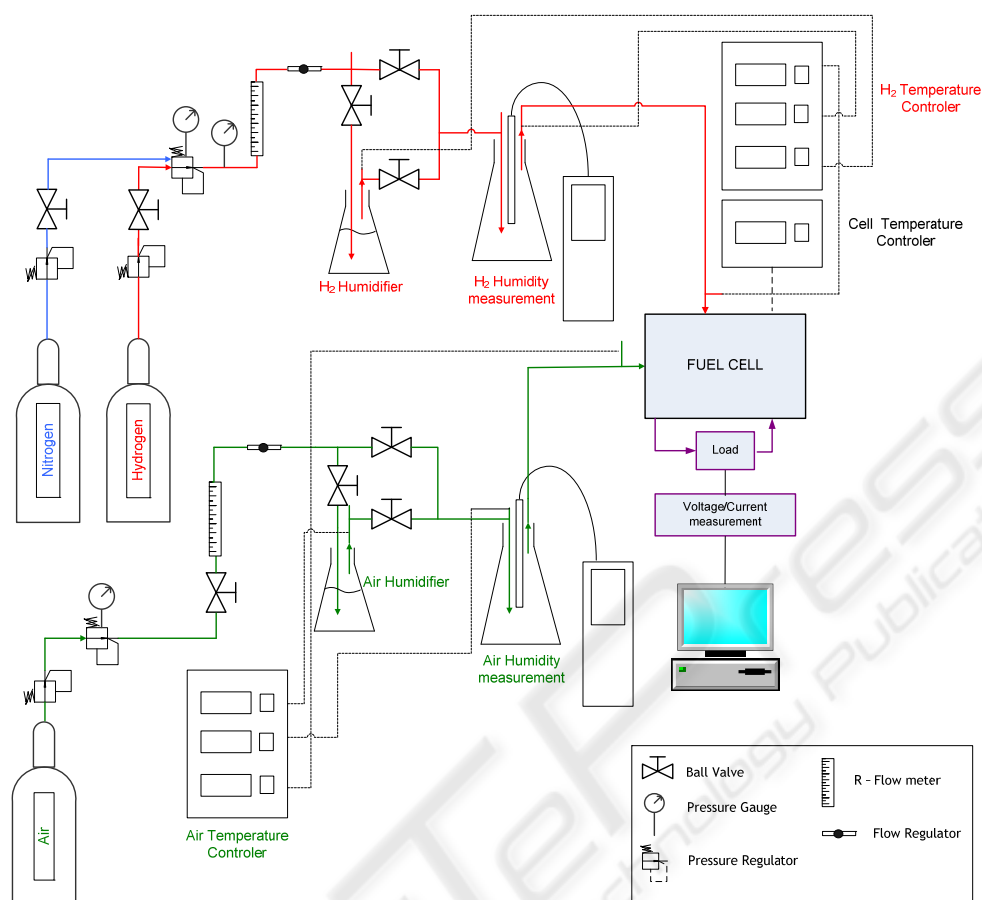 H2 Temperature
Controler
Cell Temperature
Controler
H2 Humidifier
H2 Humidity
measurement
FUEL CELL
Nitrogen
Hydrogen
Load
Voltage/Current
measurement
Air Humidifier
Air Humidity
measurement
Air
Air Temperature
Controler
Ball Valve
R - Flow meter
Pressure Gauge
Flow Regulator
Pressure Regulator